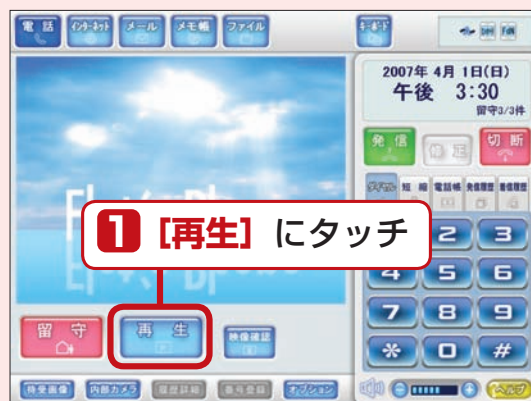 電話 インターネット メール メモ帳 ファイル キーボード
2007年 4月 1日(日)
午後 3:30
留守3/3件
発信 修正 切断
ダイヤル 短縮 電話帳 発信履歴 着信履歴
1 [再生] にタッチ
2 3
4 5 6
7 8 9
* 0 #
留守 再生 映像確認
待受画像 内部カメラ 履歴詳細 番号登録 オプション ヘルプ